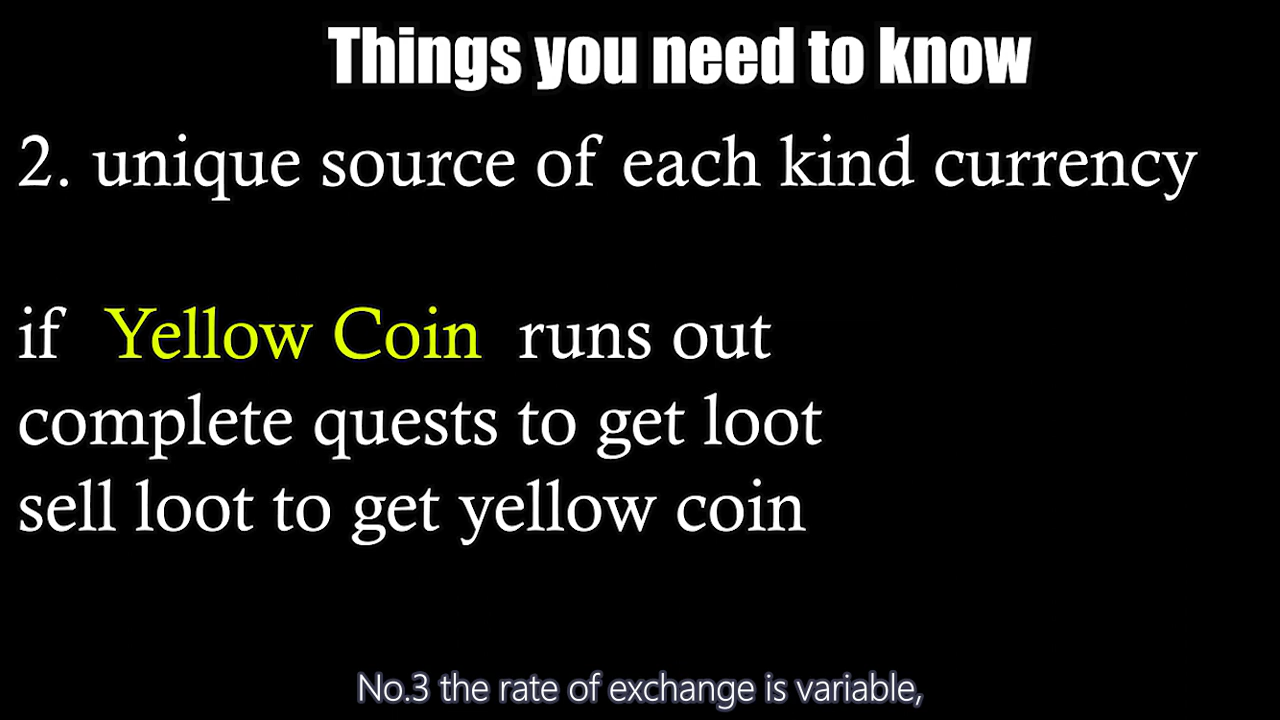 Things you need to know
2. unique source of each kind currency
if Yellow Coin runs out
complete quests to get loot
sell loot to get yellow coin
No.3 the rate of exchange is variable,